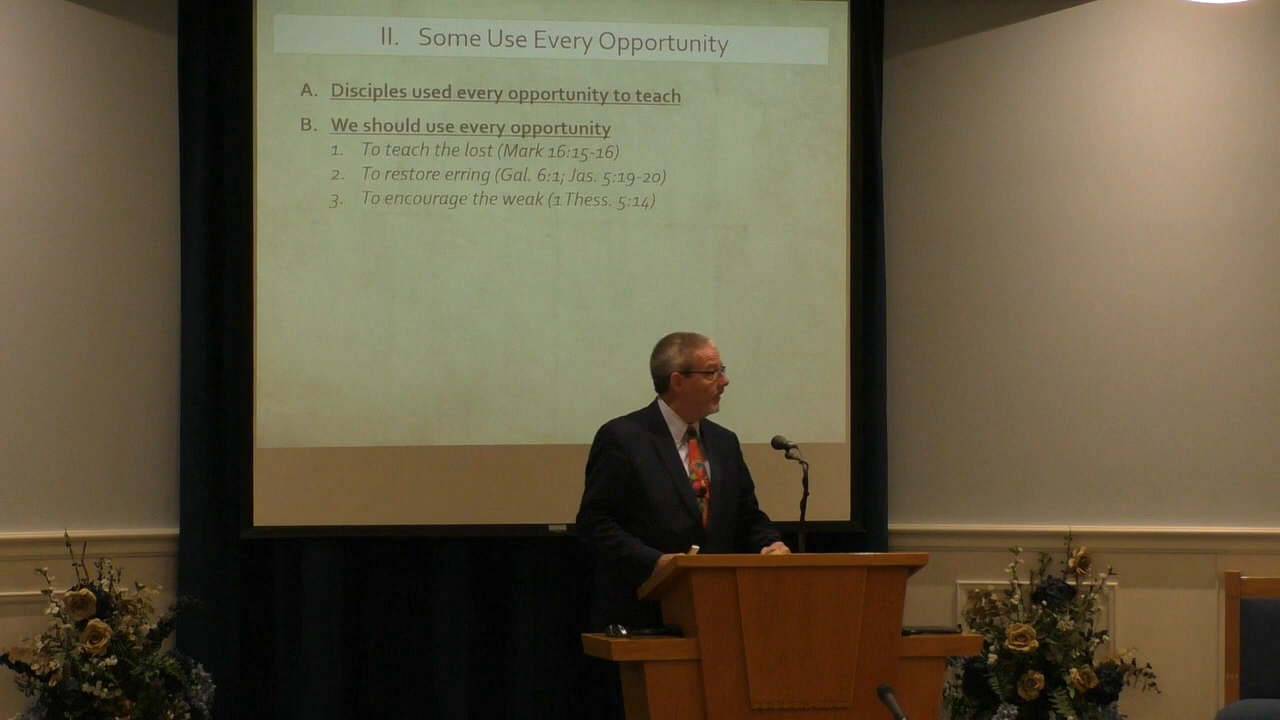 II. Some Use Every Opportunity
A. Disciples used every opportunity to teach
B. We should use every opportunity
1. To teach the lost (Mark 16:15-16)
2. To restore erring (Gal. 6:1; Jas. 5:19-20)
3. To encourage the weak (1 Thess. 5:14)